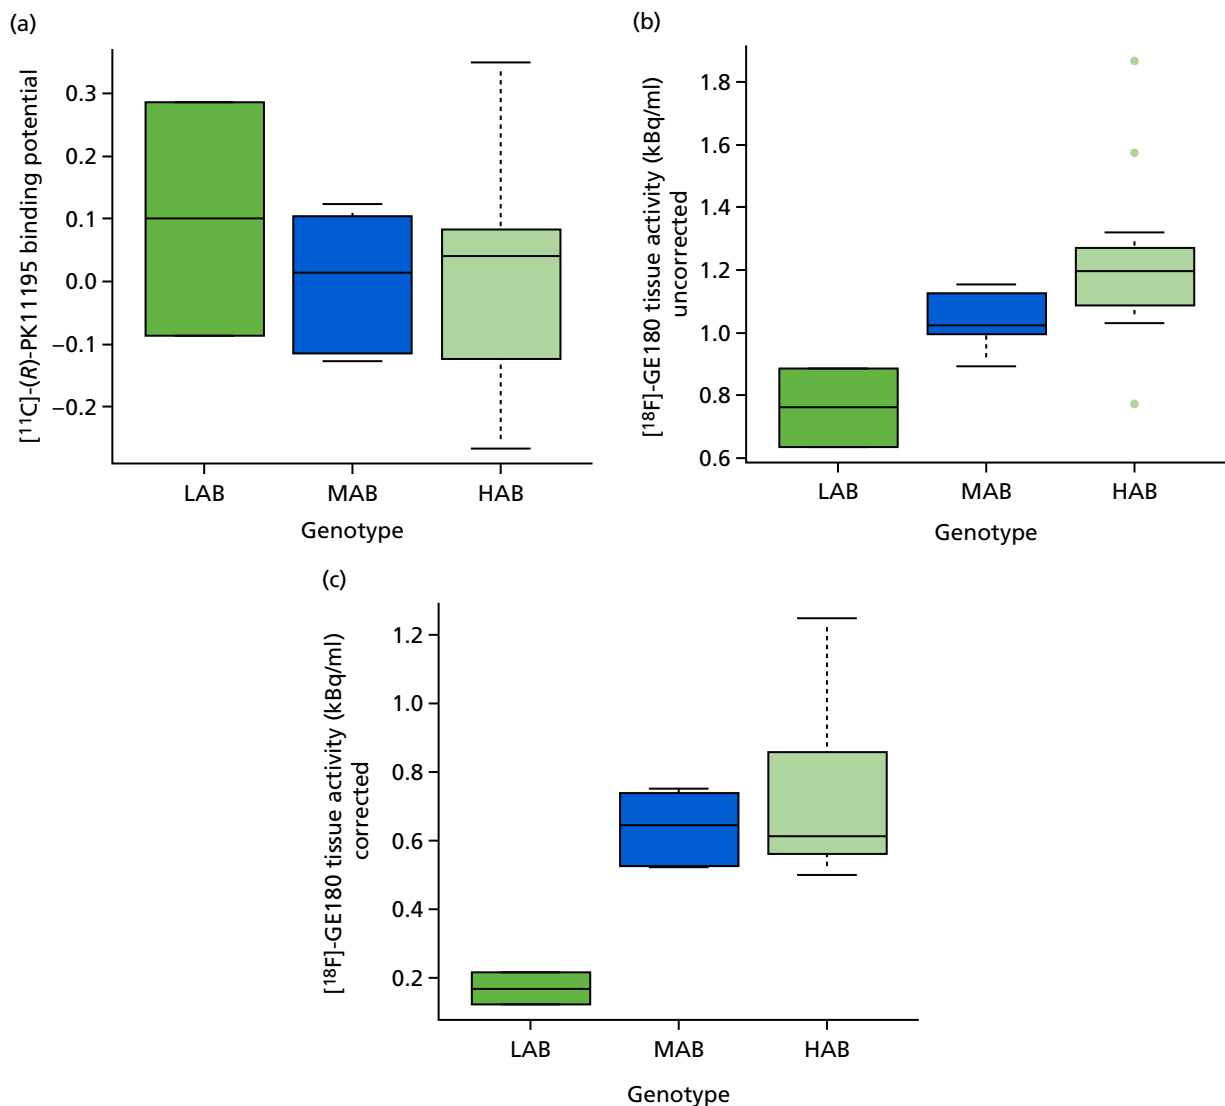 (a)
[¹¹C]-(R)-PK11195 binding potential
0.3
0.2
0.1
0.0
–0.1
–0.2
LAB MAB HAB
Genotype
(b)
[¹⁸F]-GE180 tissue activity (kBq/ml)
uncorrected
1.8
1.6
1.4
1.2
1.0
0.8
0.6
LAB MAB HAB
Genotype
(c)
[¹⁸F]-GE180 tissue activity (kBq/ml)
corrected
1.2
1.0
0.8
0.6
0.4
0.2
LAB MAB HAB
Genotype